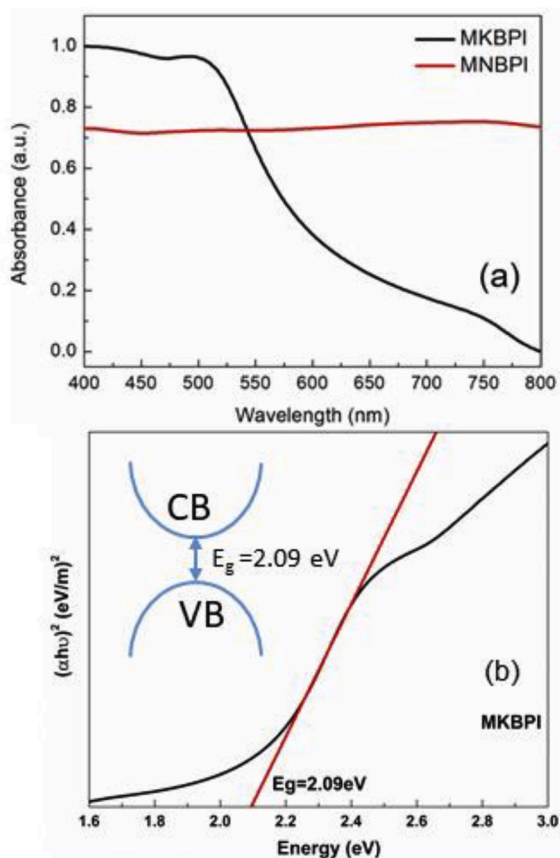 MKBPI
MNBPI
1.0
0.8
0.6
0.4
0.2
0.0
Absorbance (a.u.)
(a)
400 450 500 550 600 650 700 750 800
Wavelength (nm)
CB
E_g =2.09 eV
VB
(αhυ)² (eV/m)²
(b)
MKBPI
Eg=2.09eV
1.6 1.8 2.0 2.2 2.4 2.6 2.8 3.0
Energy (eV)